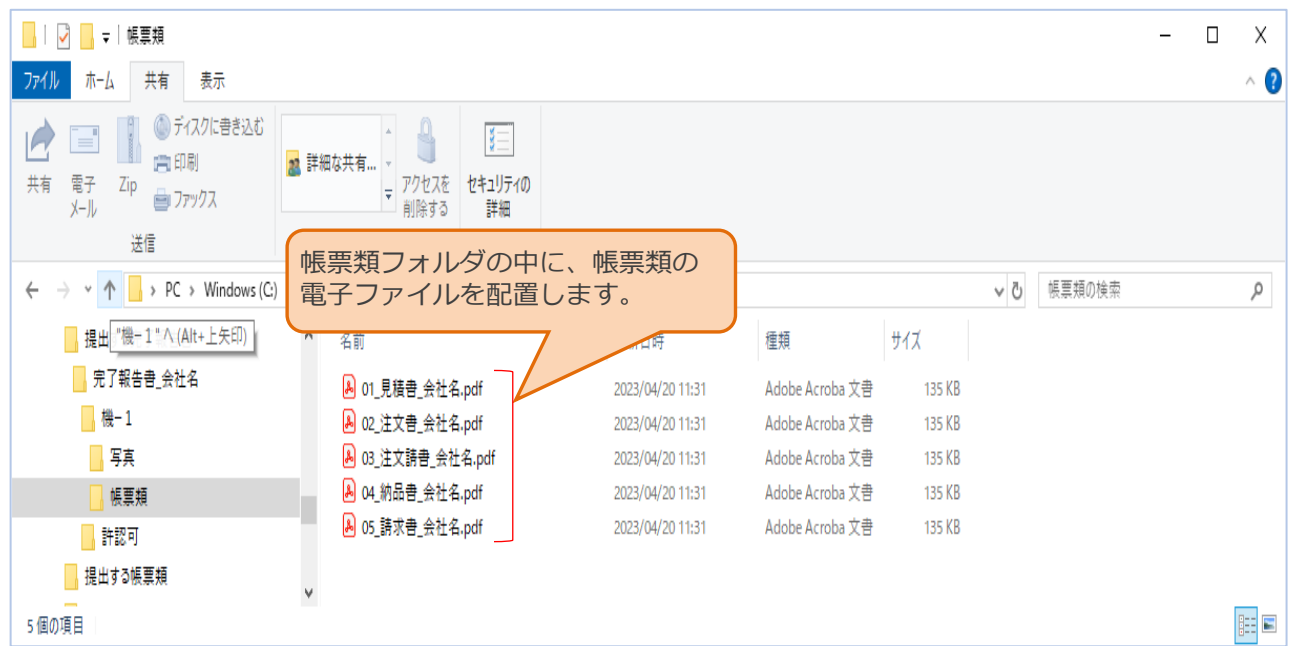 帳票類
ファイル ホーム 共有 表示
共有
電子
メール
Zip
ディスクに書き込む
印刷
ファックス
送信
詳細な共有...
アクセスを
削除する
セキュリティの
詳細
帳票類フォルダの中に、帳票類の
電子ファイルを配置します。
PC › Windows (C:)
帳票類の検索
提出
"機－1"へ (Alt+上矢印)
完了報告書_会社名
機－1
写真
帳票類
許認可
提出する帳票類
名前 種類 サイズ
01_見積書_会社名.pdf 2023/04/20 11:31 Adobe Acroba 文書 135 KB
02_注文書_会社名.pdf 2023/04/20 11:31 Adobe Acroba 文書 135 KB
03_注文請書_会社名.pdf 2023/04/20 11:31 Adobe Acroba 文書 135 KB
04_納品書_会社名.pdf 2023/04/20 11:31 Adobe Acroba 文書 135 KB
05_請求書_会社名.pdf 2023/04/20 11:31 Adobe Acroba 文書 135 KB
5 個の項目